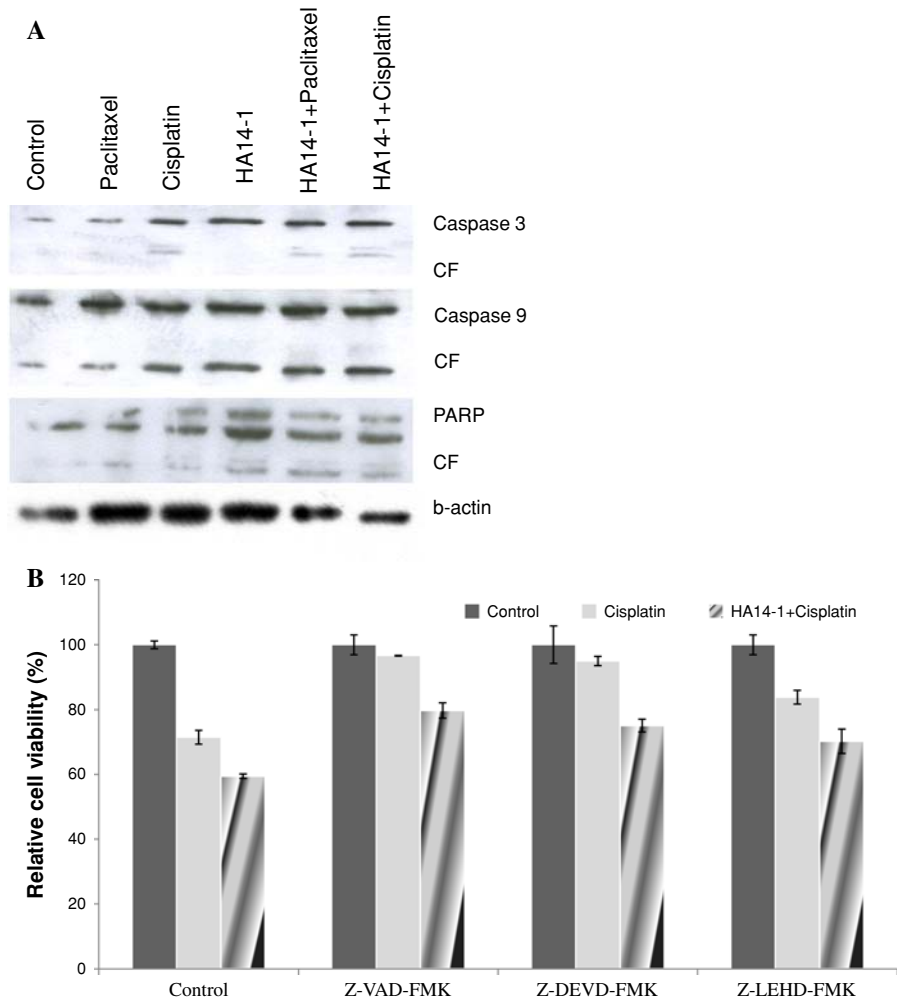 A
Control
Paclitaxel
Cisplatin
HA14-1
HA14-1+Paclitaxel
HA14-1+Cisplatin
Caspase 3
CF
Caspase 9
CF
PARP
CF
b-actin
B
Relative cell viability (%)
120
100
80
60
40
20
0
Control
Cisplatin
HA14-1+Cisplatin
Control
Z-VAD-FMK
Z-DEVD-FMK
Z-LEHD-FMK